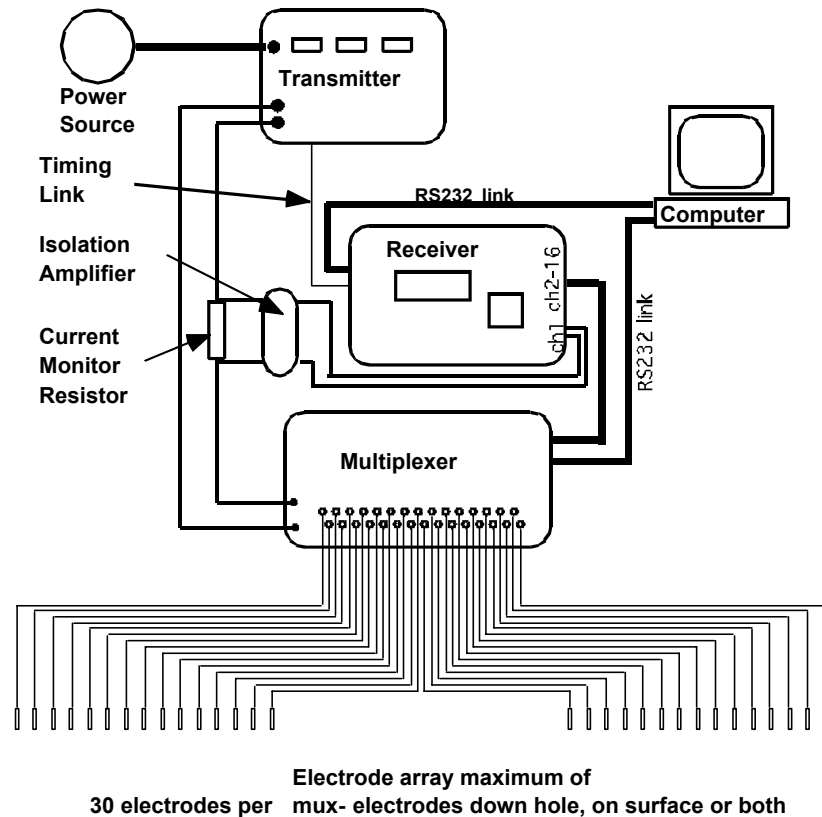 Power
Source
Transmitter
Timing
Link
RS232 link
Computer
Isolation
Amplifier
Receiver
ch1 ch2-16
RS232 link
Current
Monitor
Resistor
Multiplexer
Electrode array maximum of
30 electrodes per mux- electrodes down hole, on surface or both